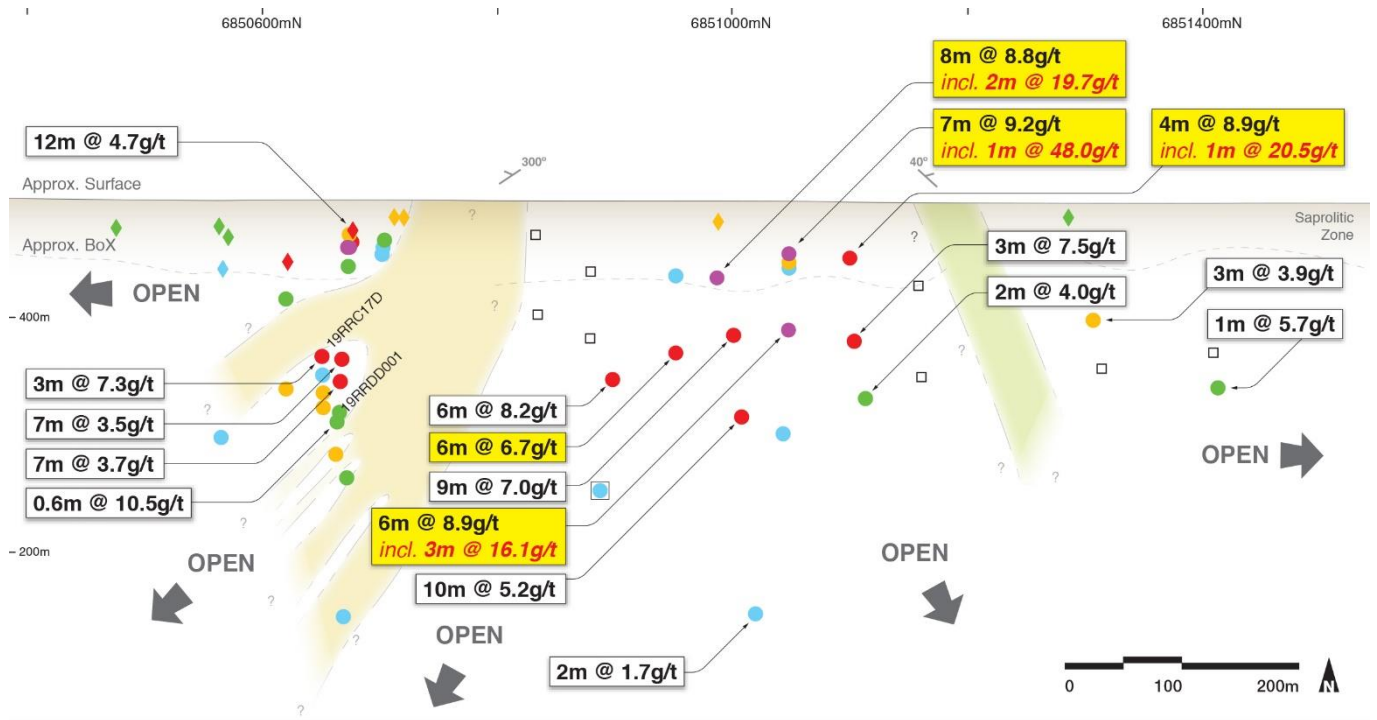 6850600mN
6851000mN
6851400mN
8m @ 8.8g/t
incl. 2m @ 19.7g/t
7m @ 9.2g/t
incl. 1m @ 48.0g/t
4m @ 8.9g/t
incl. 1m @ 20.5g/t
12m @ 4.7g/t
300°
40°
Approx. Surface
?
Saprolitic
Zone
Approx. BoX
?
3m @ 7.5g/t
3m @ 3.9g/t
OPEN
?
?
2m @ 4.0g/t
400m
?
1m @ 5.7g/t
19RRC17D
?
3m @ 7.3g/t
19RRDD001
?
6m @ 8.2g/t
7m @ 3.5g/t
6m @ 6.7g/t
7m @ 3.7g/t
OPEN
9m @ 7.0g/t
?
?
0.6m @ 10.5g/t
?
6m @ 8.9g/t
incl. 3m @ 16.1g/t
200m
OPEN
OPEN
10m @ 5.2g/t
?
?
OPEN
2m @ 1.7g/t
0
100
200m
N
?